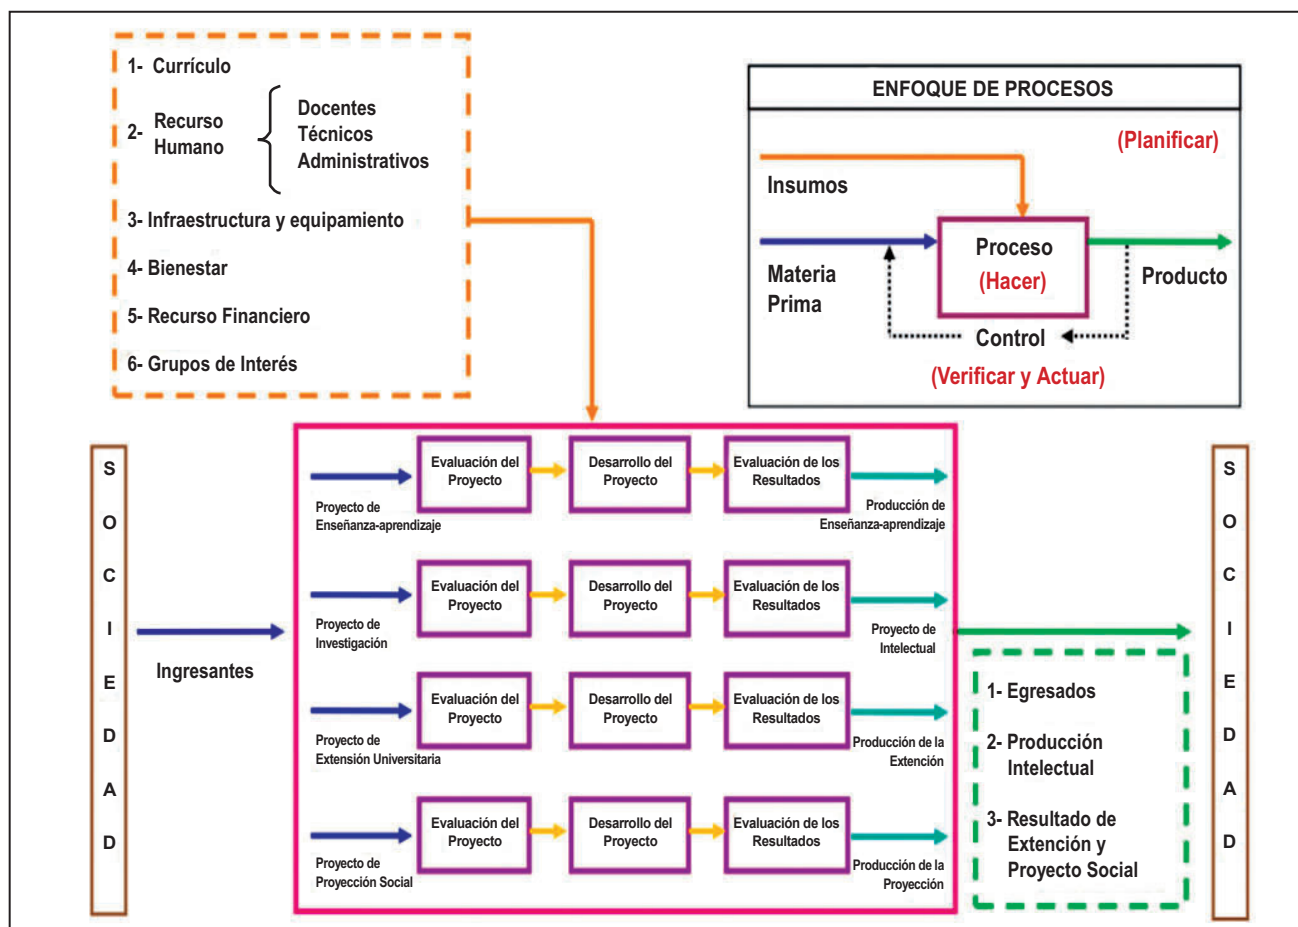 1- Currículo
2- Recurso
Humano
Docentes
Técnicos
Administrativos
3- Infraestructura y equipamiento
4- Bienestar
5- Recurso Financiero
6- Grupos de Interés
ENFOQUE DE PROCESOS
(Planificar)
Insumos
Materia
Prima
Proceso
(Hacer)
Producto
Control
(Verificar y Actuar)
S
O
C
I
E
D
A
D
Ingresantes
Proyecto de
Enseñanza-aprendizaje
Evaluación del
Proyecto
Desarrollo del
Proyecto
Evaluación de los
Resultados
Producción de
Enseñanza-aprendizaje
Proyecto de
Investigación
Evaluación del
Proyecto
Desarrollo del
Proyecto
Evaluación de los
Resultados
Proyecto de
Intelectual
Proyecto de
Extensión Universitaria
Evaluación del
Proyecto
Desarrollo del
Proyecto
Evaluación de los
Resultados
Producción de la
Extención
Proyecto de
Proyección Social
Evaluación del
Proyecto
Desarrollo del
Proyecto
Evaluación de los
Resultados
Producción de la
Proyección
1- Egresados
2- Producción
Intelectual
3- Resultado de
Extención y
Proyecto Social
S
O
C
I
E
D
A
D